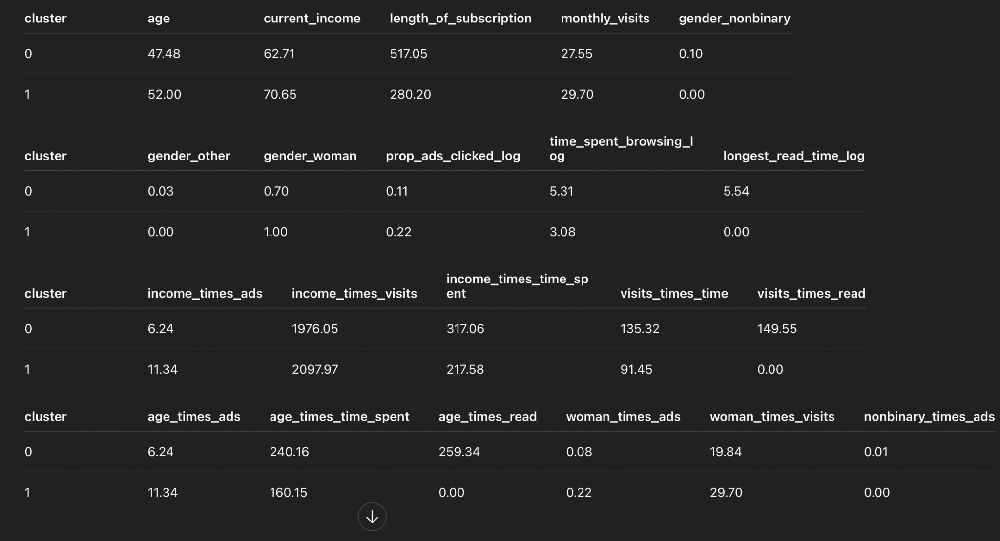 cluster age current_income length_of_subscription monthly_visits gender_nonbinary
0 47.48 62.71 517.05 27.55 0.10
1 52.00 70.65 280.20 29.70 0.00
cluster gender_other gender_woman prop_ads_clicked_log time_spent_browsing_l
og longest_read_time_log
0 0.03 0.70 0.11 5.31 5.54
1 0.00 1.00 0.22 3.08 0.00
cluster income_times_ads income_times_visits income_times_time_sp
ent visits_times_time visits_times_read
0 6.24 1976.05 317.06 135.32 149.55
1 11.34 2097.97 217.58 91.45 0.00
cluster age_times_ads age_times_time_spent age_times_read woman_times_ads woman_times_visits nonbinary_times_ads
0 6.24 240.16 259.34 0.08 19.84 0.01
1 11.34 160.15 0.00 0.22 29.70 0.00